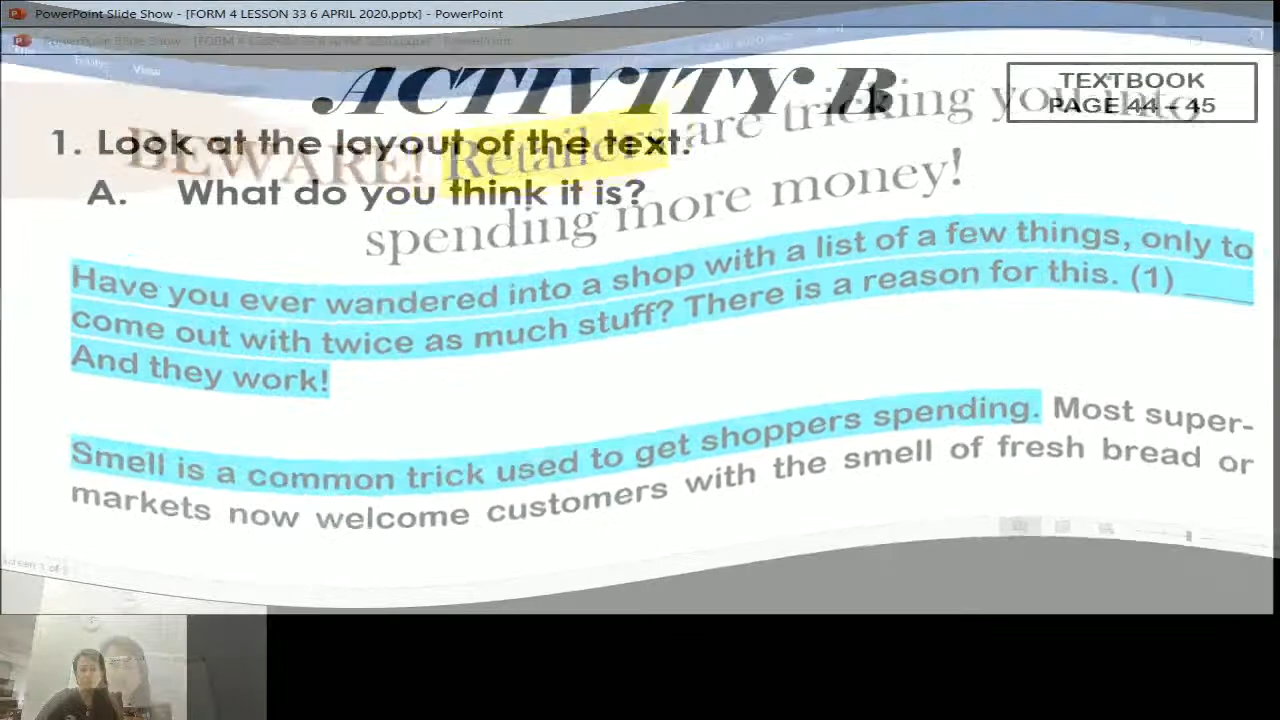 PowerPoint Slide Show - [FORM 4 LESSON 33 6 APRIL 2020.pptx] - PowerPoint
View
ACTIVITY B
TEXTBOOK
PAGE 44 – 45
1. Look at the layout of the text.
A. What do you think it is?
BEWARE! Retailers are tricking you into
spending more money!
Have you ever wandered into a shop with a list of a few things, only to
come out with twice as much stuff? There is a reason for this. (1)
And they work!
Smell is a common trick used to get shoppers spending. Most super-
markets now welcome customers with the smell of fresh bread or